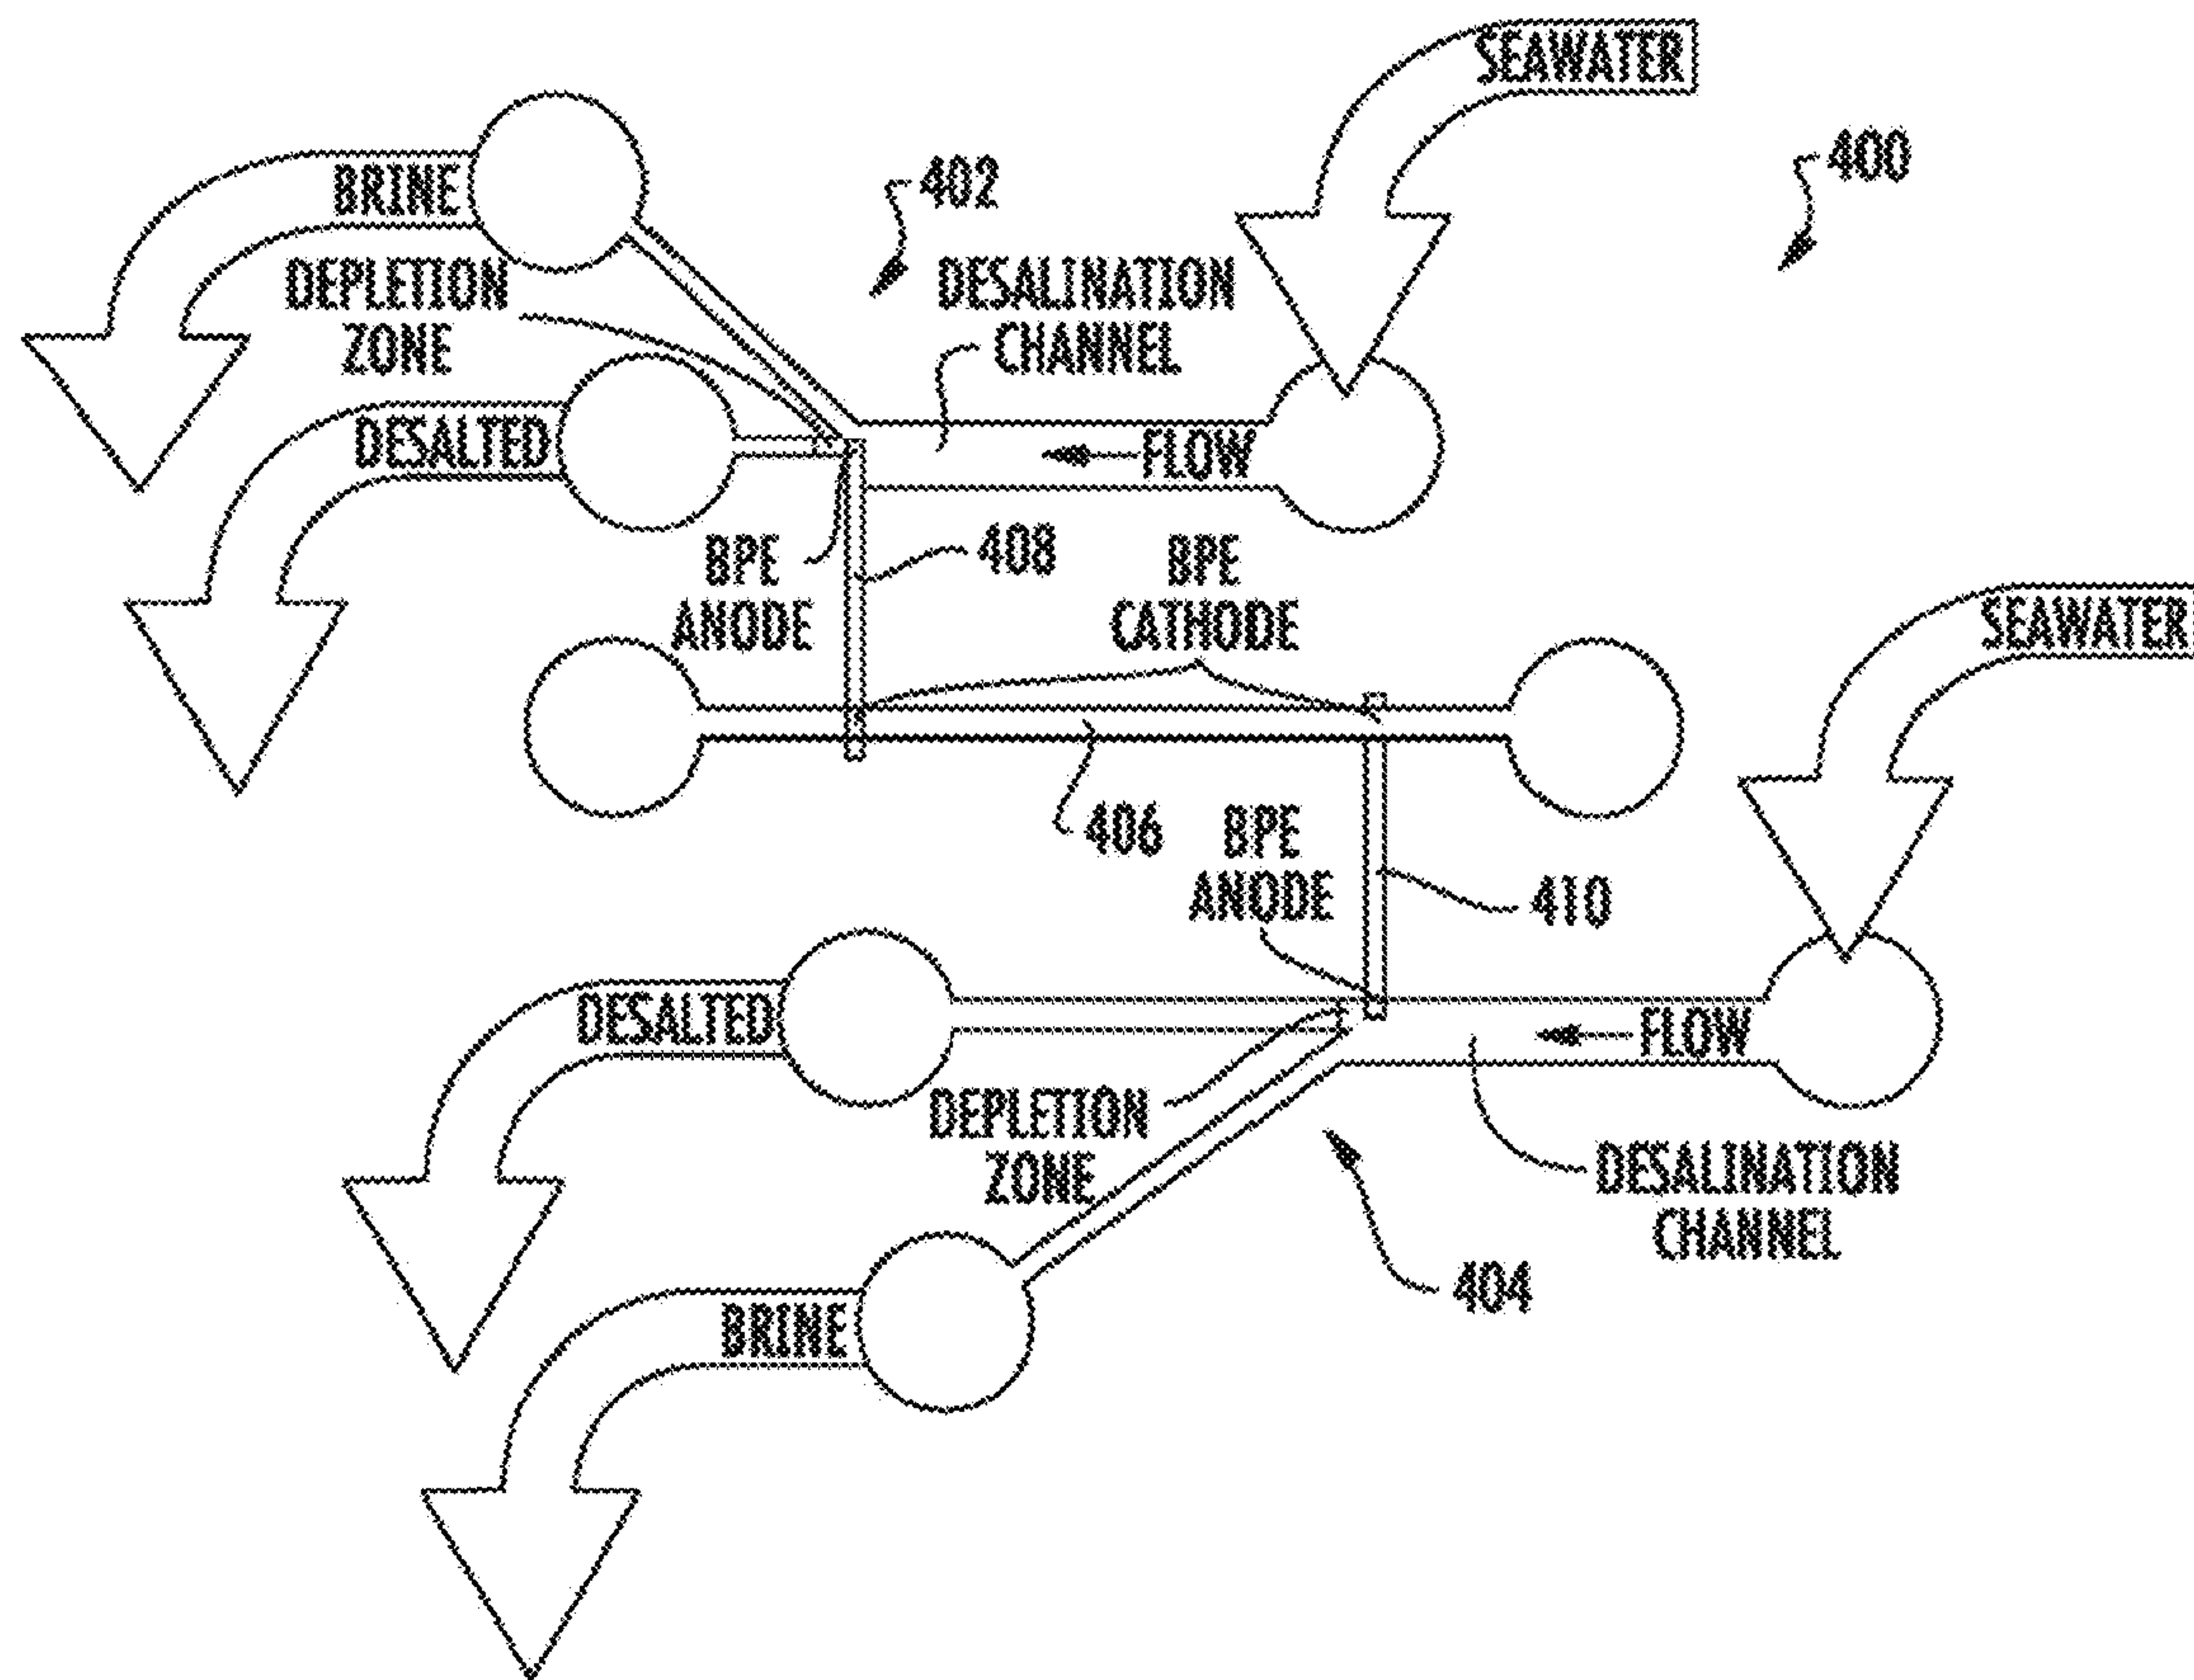 SEAWATER
400
402
BRINE
DEPLETION
ZONE
DESALINATION
CHANNEL
DESALTED
FLOW
BPE
ANODE
408
BPE
CATHODE
SEAWATER
406
BPE
ANODE
410
DESALTED
FLOW
DEPLETION
ZONE
DESALINATION
CHANNEL
404
BRINE